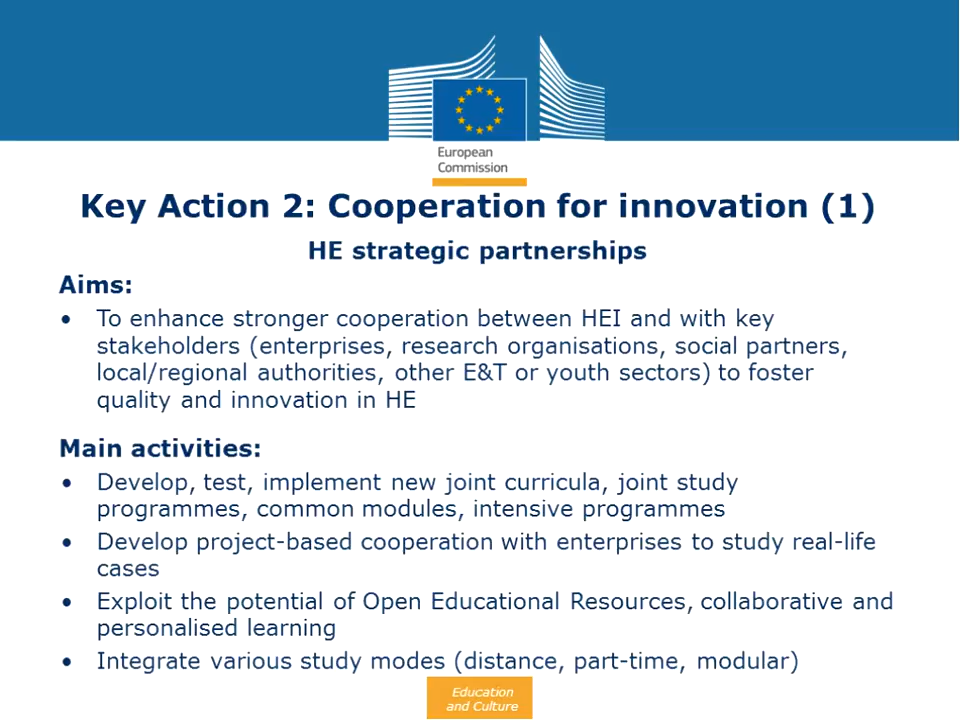 European
Commission
Key Action 2: Cooperation for innovation (1)
HE strategic partnerships
Aims:
• To enhance stronger cooperation between HEI and with key
stakeholders (enterprises, research organisations, social partners,
local/regional authorities, other E&T or youth sectors) to foster
quality and innovation in HE
Main activities:
• Develop, test, implement new joint curricula, joint study
programmes, common modules, intensive programmes
• Develop project-based cooperation with enterprises to study real-life
cases
• Exploit the potential of Open Educational Resources, collaborative and
personalised learning
• Integrate various study modes (distance, part-time, modular)
Education
and Culture